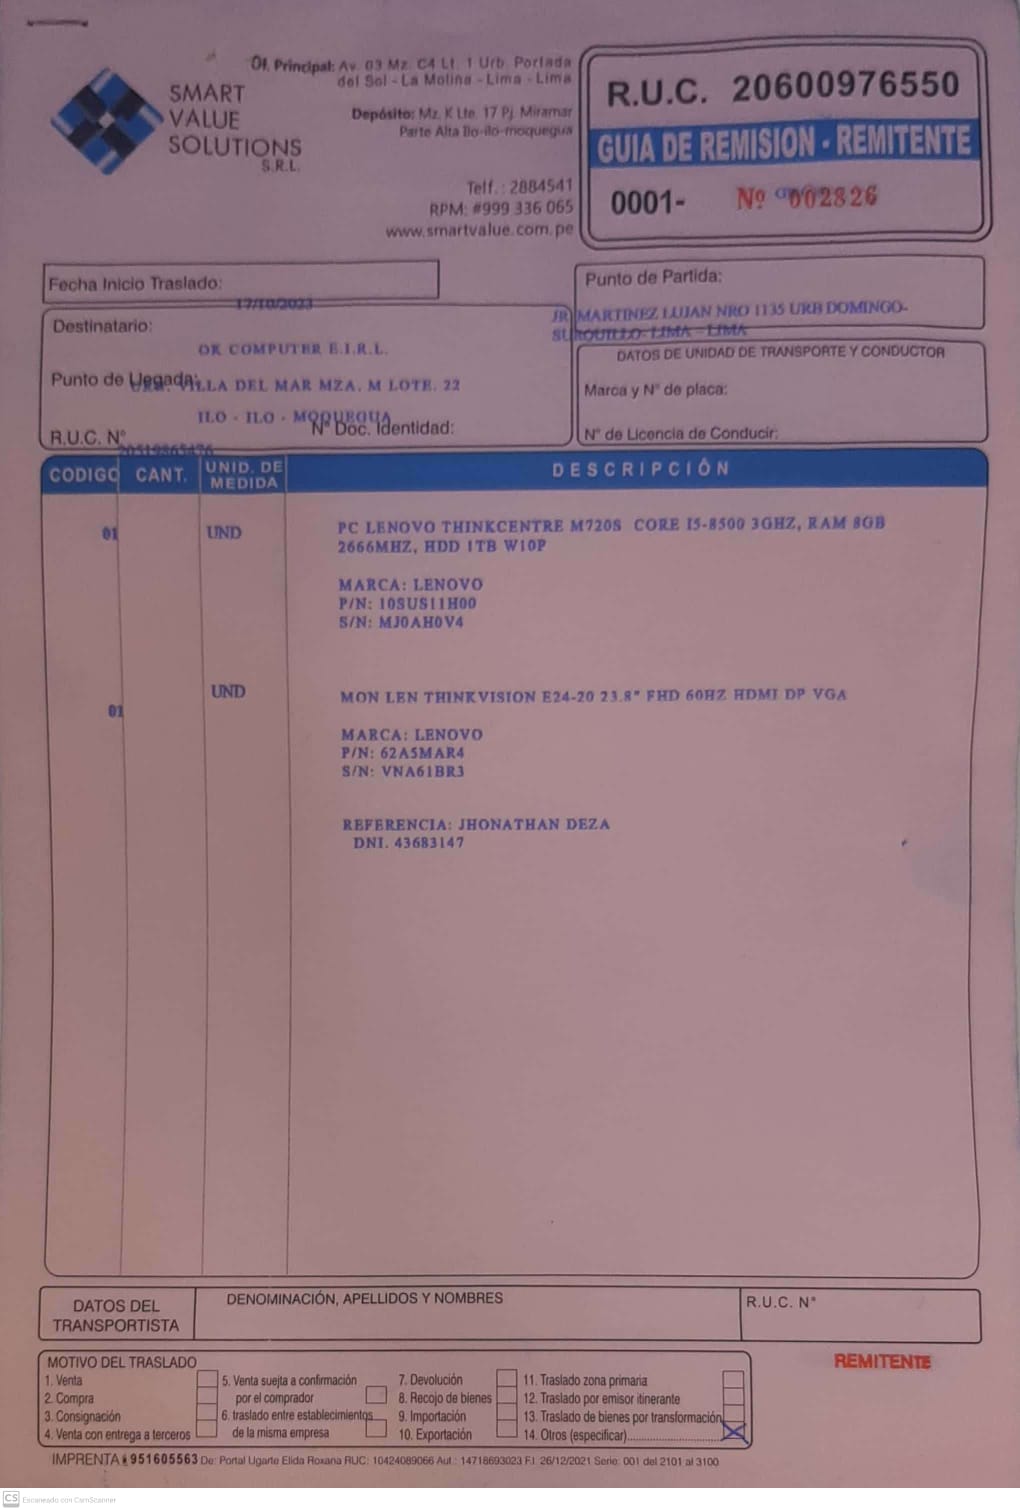 SMART
VALUE
SOLUTIONS
S.R.L.
Of. Principal: Av. 03 Mz. C4 Lt. 1 Urb. Portada
del Sol - La Molina - Lima - Lima
Depósito: Mz. K Lte. 17 Pj. Miramar
Parte Alta Ilo-ilo-moquegua
Telf.: 2884541
RPM: #999 336 065
www.smartvalue.com.pe
R.U.C. 20600976550
GUIA DE REMISION - REMITENTE
0001- Nº 002826
Fecha Inicio Traslado:
17/10/2023
Punto de Partida:
JR MARTINEZ LUJAN NRO 1135 URB DOMINGO-
SURQUILLO- LIMA - LIMA
Destinatario:
OK COMPUTER E.I.R.L.
Punto de Llegada: URB. VILLA DEL MAR MZA. M LOTE. 22
ILO - ILO - MOQUEGUA
R.U.C. Nº
Nº Doc. Identidad:
DATOS DE UNIDAD DE TRANSPORTE Y CONDUCTOR
Marca y Nº de placa:
Nº de Licencia de Conducir:
CODIGO CANT. UNID. DE MEDIDA DESCRIPCIÓN
01 UND PC LENOVO THINKCENTRE M720S CORE I5-8500 3GHZ, RAM 8GB
2666MHZ, HDD 1TB W10P
MARCA: LENOVO
P/N: 10SUS11H00
S/N: MJ0AH0V4
01 UND MON LEN THINKVISION E24-20 23.8" FHD 60HZ HDMI DP VGA
MARCA: LENOVO
P/N: 62A5MAR4
S/N: VNA61BR3
REFERENCIA: JHONATHAN DEZA
DNI. 43683147
DATOS DEL
TRANSPORTISTA
DENOMINACIÓN, APELLIDOS Y NOMBRES
R.U.C. Nº
MOTIVO DEL TRASLADO
1. Venta
2. Compra
3. Consignación
4. Venta con entrega a terceros
5. Venta suejta a confirmación
por el comprador
6. traslado entre establecimientos
de la misma empresa
7. Devolución
8. Recojo de bienes
9. Importación
10. Exportación
11. Traslado zona primaria
12. Traslado por emisor itinerante
13. Traslado de bienes por transformación
14. Otros (especificar)
REMITENTE
IMPRENTA 951605563 De: Portal Ugarte Elida Roxana RUC: 10424089066 Aut.: 14718693023 F.I. 26/12/2021 Serie: 001 del 2101 al 3100
CS Escaneado con CamScanner